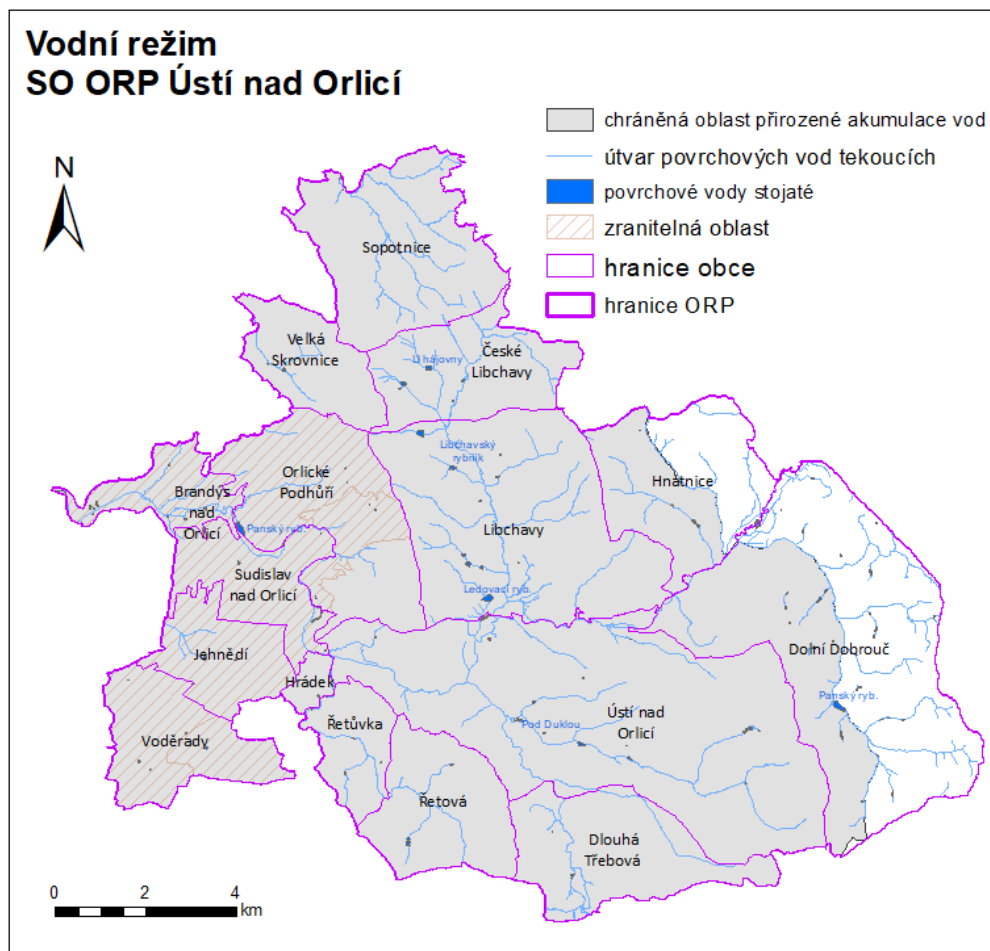 Vodní režim
SO ORP Ústí nad Orlicí
chráněná oblast přirozené akumulace vod
útvar povrchových vod tekoucích
povrchové vody stojaté
zranitelná oblast
hranice obce
hranice ORP
N
Sopotnice
Velká
Skrovnice
U hájovny
České
Libchavy
Libchavský
rybník
Orlické
Podhůří
Hnátnice
Brandýs
nad
Orlicí
Panský ryb.
Libchavy
Sudislav
nad Orlicí
Ledovací ryb.
Jehnědí
Dolní Dobrouč
Hrádek
Panský ryb.
Řetůvka
Pod Duklou
Ústí nad
Orlicí
Voděrady
Řetová
Dlouhá
Třebová
0 2 4
km